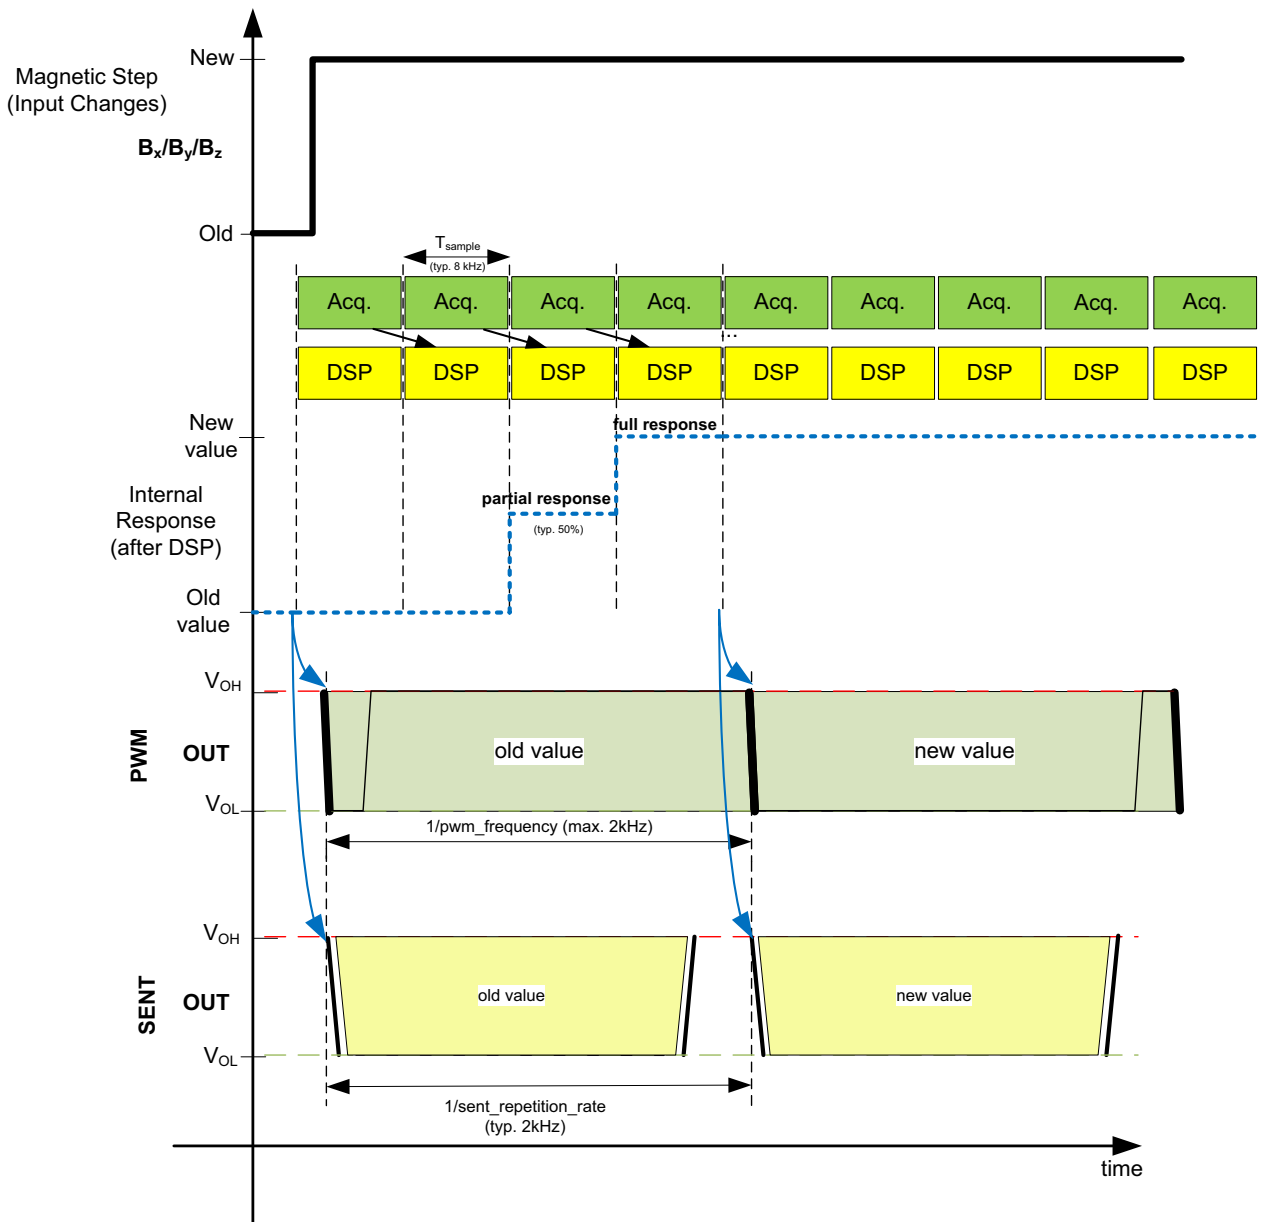 New
Magnetic Step
(Input Changes)
Bx/By/Bz
Old
Tsample
(typ. 8 kHz)
Acq. Acq. Acq. Acq. Acq. Acq. Acq. Acq. Acq.
...
DSP DSP DSP DSP DSP DSP DSP DSP DSP
New
value
full response
Internal
Response
(after DSP)
partial response
(typ. 50%)
Old
value
VOH
PWM
OUT
old value
new value
VOL
1/pwm_frequency (max. 2kHz)
VOH
SENT
OUT
old value
new value
VOL
1/sent_repetition_rate
(typ. 2kHz)
time